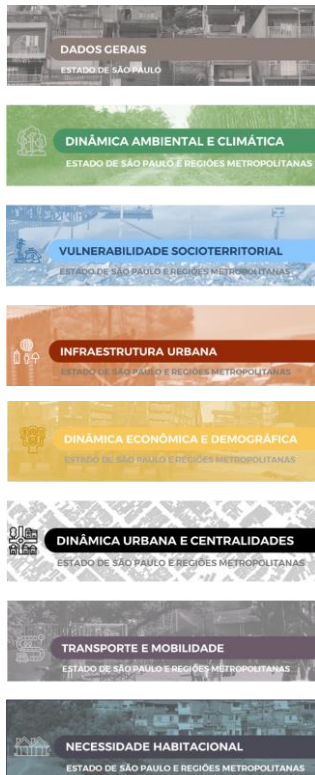 DADOS GERAIS
ESTADO DE SÃO PAULO
DINÂMICA AMBIENTAL E CLIMÁTICA
ESTADO DE SÃO PAULO E REGIÕES METROPOLITANAS
VULNERABILIDADE SOCIOTERRITORIAL
ESTADO DE SÃO PAULO E REGIÕES METROPOLITANAS
INFRAESTRUTURA URBANA
ESTADO DE SÃO PAULO E REGIÕES METROPOLITANAS
DINÂMICA ECONÔMICA E DEMOGRÁFICA
ESTADO DE SÃO PAULO E REGIÕES METROPOLITANAS
DINÂMICA URBANA E CENTRALIDADES
ESTADO DE SÃO PAULO E REGIÕES METROPOLITANAS
TRANSPORTE E MOBILIDADE
ESTADO DE SÃO PAULO E REGIÕES METROPOLITANAS
NECESSIDADE HABITACIONAL
ESTADO DE SÃO PAULO E REGIÕES METROPOLITANAS